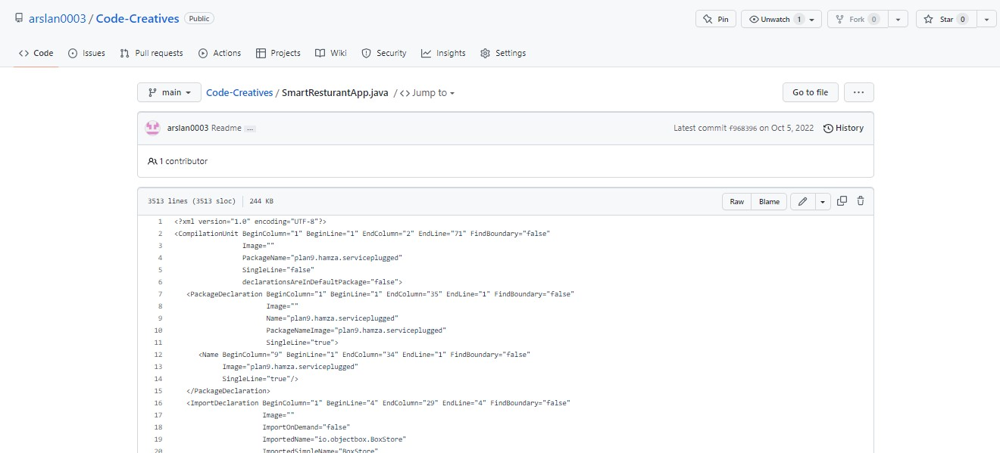 arslan0003 / Code-Creatives Public
Pin Unwatch 1 Fork 0 Star 0
<> Code Issues Pull requests Actions Projects Wiki Security Insights Settings
main Code-Creatives / SmartResturantApp.java / <> Jump to Go to file ...
arslan0003 Readme ... Latest commit f968396 on Oct 5, 2022 History
1 contributor
3513 lines (3513 sloc) 244 KB Raw Blame
1 <?xml version="1.0" encoding="UTF-8"?>
2 <CompilationUnit BeginColumn="1" BeginLine="1" EndColumn="2" EndLine="71" FindBoundary="false"
3 Image=""
4 PackageName="plan9.hamza.serviceplugged"
5 SingleLine="false"
6 declarationsAreInDefaultPackage="false">
7 <PackageDeclaration BeginColumn="1" BeginLine="1" EndColumn="35" EndLine="1" FindBoundary="false"
8 Image=""
9 Name="plan9.hamza.serviceplugged"
10 PackageNameImage="plan9.hamza.serviceplugged"
11 SingleLine="true">
12 <Name BeginColumn="9" BeginLine="1" EndColumn="34" EndLine="1" FindBoundary="false"
13 Image="plan9.hamza.serviceplugged"
14 SingleLine="true"/>
15 </PackageDeclaration>
16 <ImportDeclaration BeginColumn="1" BeginLine="4" EndColumn="29" EndLine="4" FindBoundary="false"
17 Image=""
18 ImportOnDemand="false"
19 ImportedName="io.objectbox.BoxStore"
20 ImportedSimpleName="BoxStore"